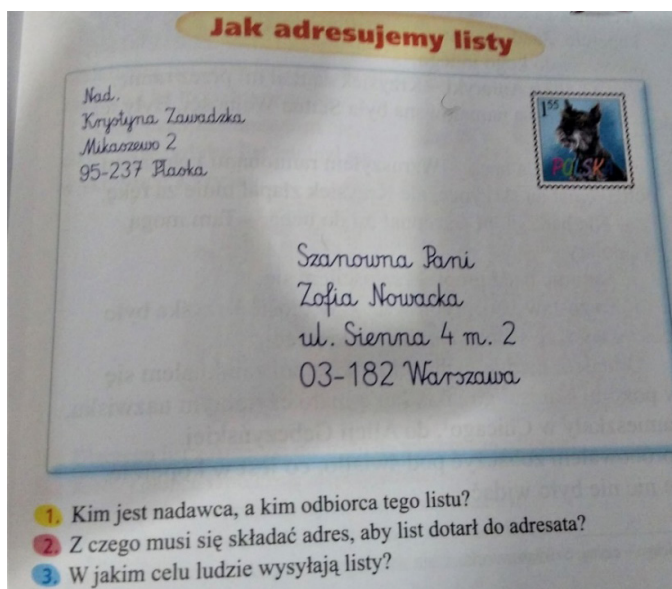 Jak adresujemy listy
Nad.
Krystyna Zawadzka
Mikaszewo 2
95-237 Płaska
1⁵⁵
POLSK
Szanowna Pani
Zofia Nowacka
ul. Sienna 4 m. 2
03-182 Warszawa
1. Kim jest nadawca, a kim odbiorca tego listu?
2. Z czego musi się składać adres, aby list dotarł do adresata?
3. W jakim celu ludzie wysyłają listy?